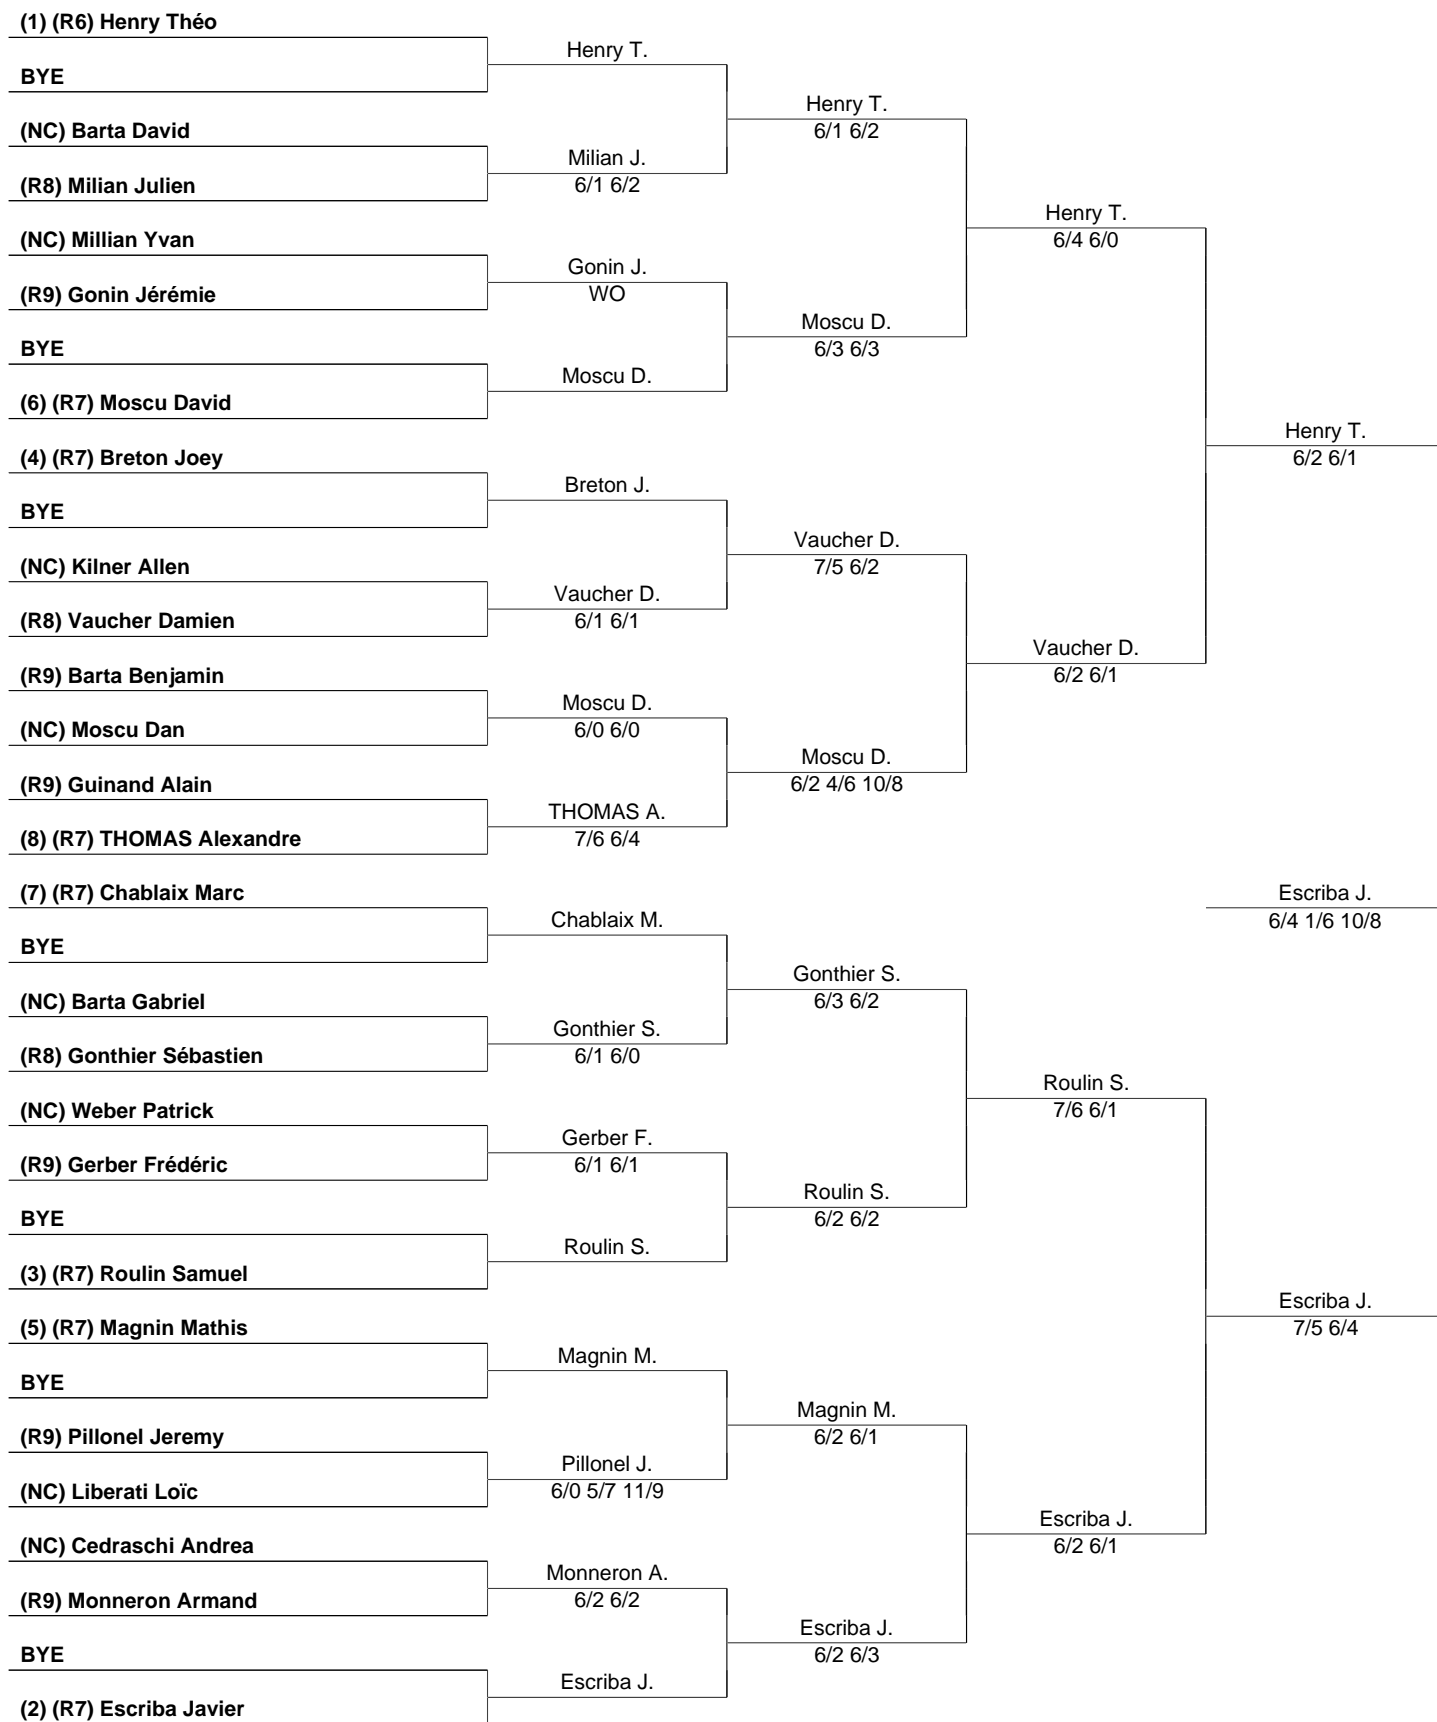 (1) (R6) Henry Théo
Henry T.
BYE
Henry T.
6/1 6/2
(NC) Barta David
Milian J.
6/1 6/2
(R8) Milian Julien
Henry T.
6/4 6/0
(NC) Millian Yvan
Gonin J.
WO
(R9) Gonin Jérémie
Moscu D.
6/3 6/3
BYE
Moscu D.
(6) (R7) Moscu David
Henry T.
6/2 6/1
(4) (R7) Breton Joey
Breton J.
BYE
Vaucher D.
7/5 6/2
(NC) Kilner Allen
Vaucher D.
6/1 6/1
(R8) Vaucher Damien
Vaucher D.
6/2 6/1
(R9) Barta Benjamin
Moscu D.
6/0 6/0
(NC) Moscu Dan
Moscu D.
6/2 4/6 10/8
(R9) Guinand Alain
THOMAS A.
7/6 6/4
(8) (R7) THOMAS Alexandre
Escriba J.
6/4 1/6 10/8
(7) (R7) Chablaix Marc
Chablaix M.
BYE
Gonthier S.
6/3 6/2
(NC) Barta Gabriel
Gonthier S.
6/1 6/0
(R8) Gonthier Sébastien
Roulin S.
7/6 6/1
(NC) Weber Patrick
Gerber F.
6/1 6/1
(R9) Gerber Frédéric
Roulin S.
6/2 6/2
BYE
Roulin S.
(3) (R7) Roulin Samuel
Escriba J.
7/5 6/4
(5) (R7) Magnin Mathis
Magnin M.
BYE
Magnin M.
6/2 6/1
(R9) Pillonel Jeremy
Pillonel J.
6/0 5/7 11/9
(NC) Liberati Loïc
Escriba J.
6/2 6/1
(NC) Cedraschi Andrea
Monneron A.
6/2 6/2
(R9) Monneron Armand
Escriba J.
6/2 6/3
BYE
Escriba J.
(2) (R7) Escriba Javier